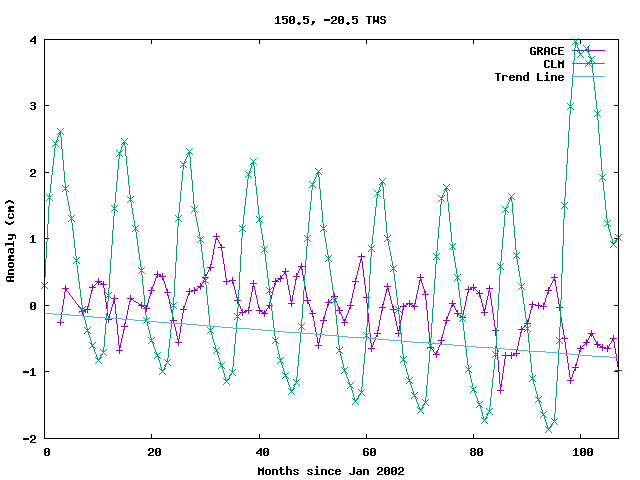 150.5, -20.5 TWS
GRACE
CLM
Trend Line
4
3
2
1
0
-1
-2
Anomaly (cm)
0 20 40 60 80 100
Months since Jan 2002